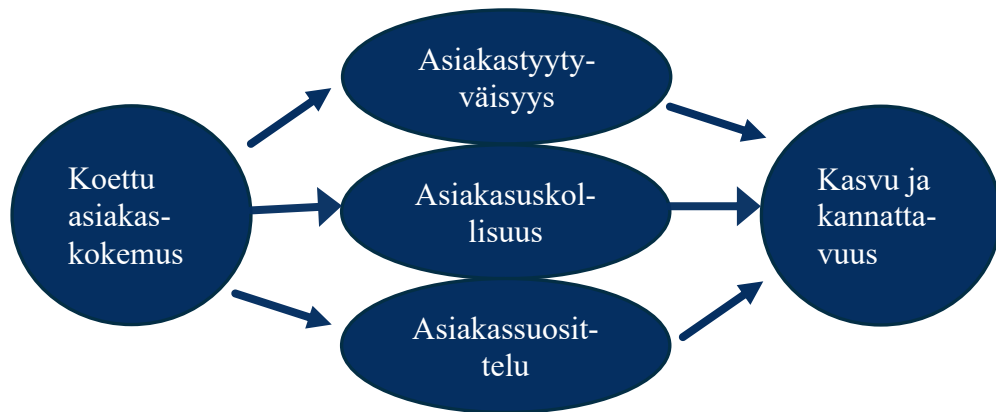 Koettu
asiakas-
kokemus
Asiakastyyty-
väisyys
Asiakasuskol-
lisuus
Asiakassuosit-
telu
Kasvu ja
kannatta-
vuus